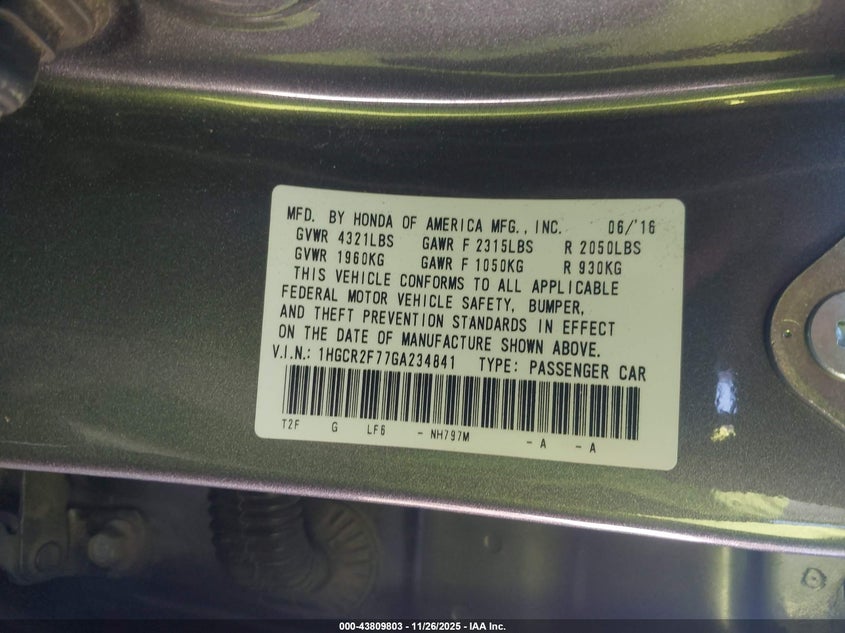 MFD. BY HONDA OF AMERICA MFG., INC. 06/'16
GVWR 4321LBS GAWR F 2315LBS R 2050LBS
GVWR 1960KG GAWR F 1050KG R 930KG
THIS VEHICLE CONFORMS TO ALL APPLICABLE
FEDERAL MOTOR VEHICLE SAFETY, BUMPER,
AND THEFT PREVENTION STANDARDS IN EFFECT
ON THE DATE OF MANUFACTURE SHOWN ABOVE.
V.I.N.: 1HGCR2F77GA234841 TYPE: PASSENGER CAR
T2F G LF6 - NH797M - A - A
000-43809803 - 11/26/2025 - IAA Inc.